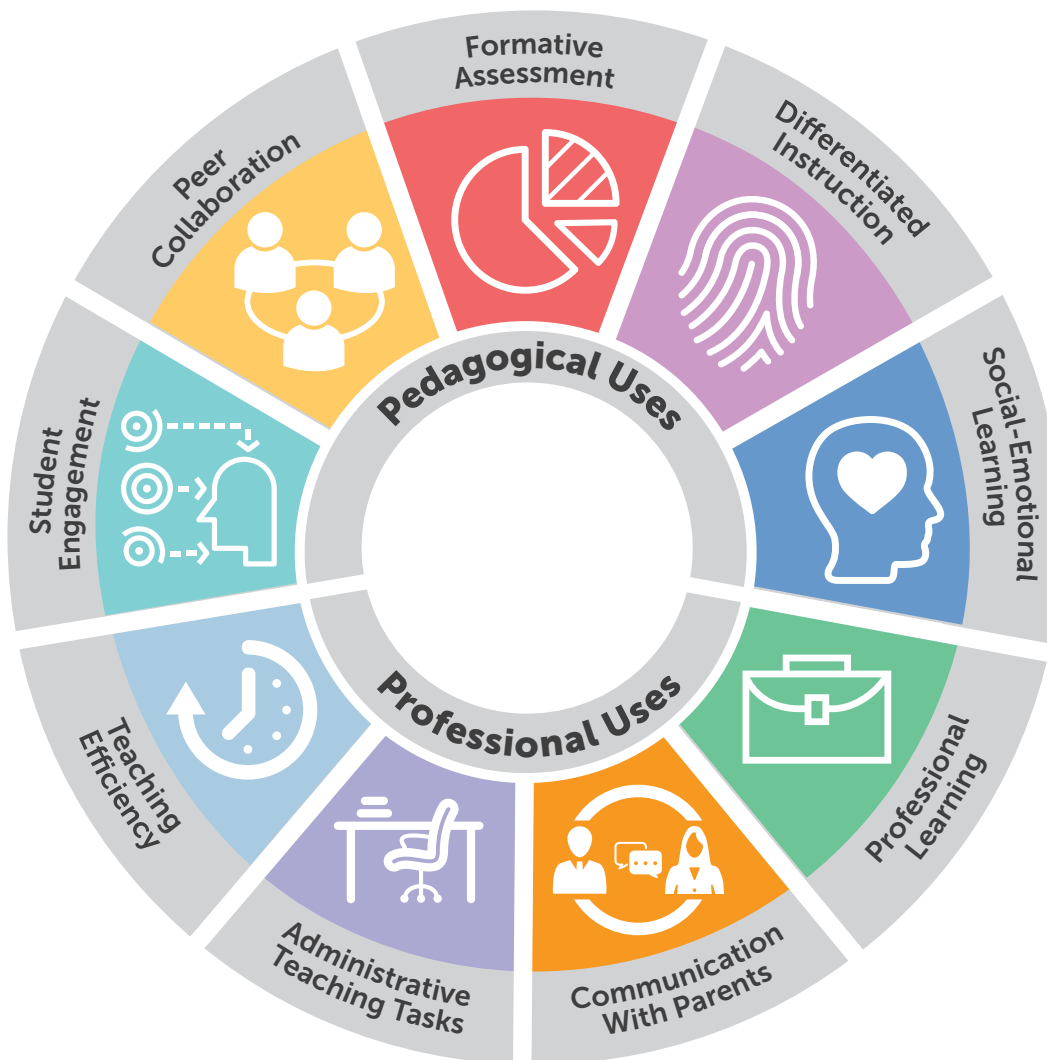 Formative
Assessment
Differentiated
Instruction
Social-Emotional
Learning
Professional
Learning
Communication
With Parents
Administrative
Teaching Tasks
Teaching
Efficiency
Student
Engagement
Peer
Collaboration
Pedagogical Uses
Professional Uses